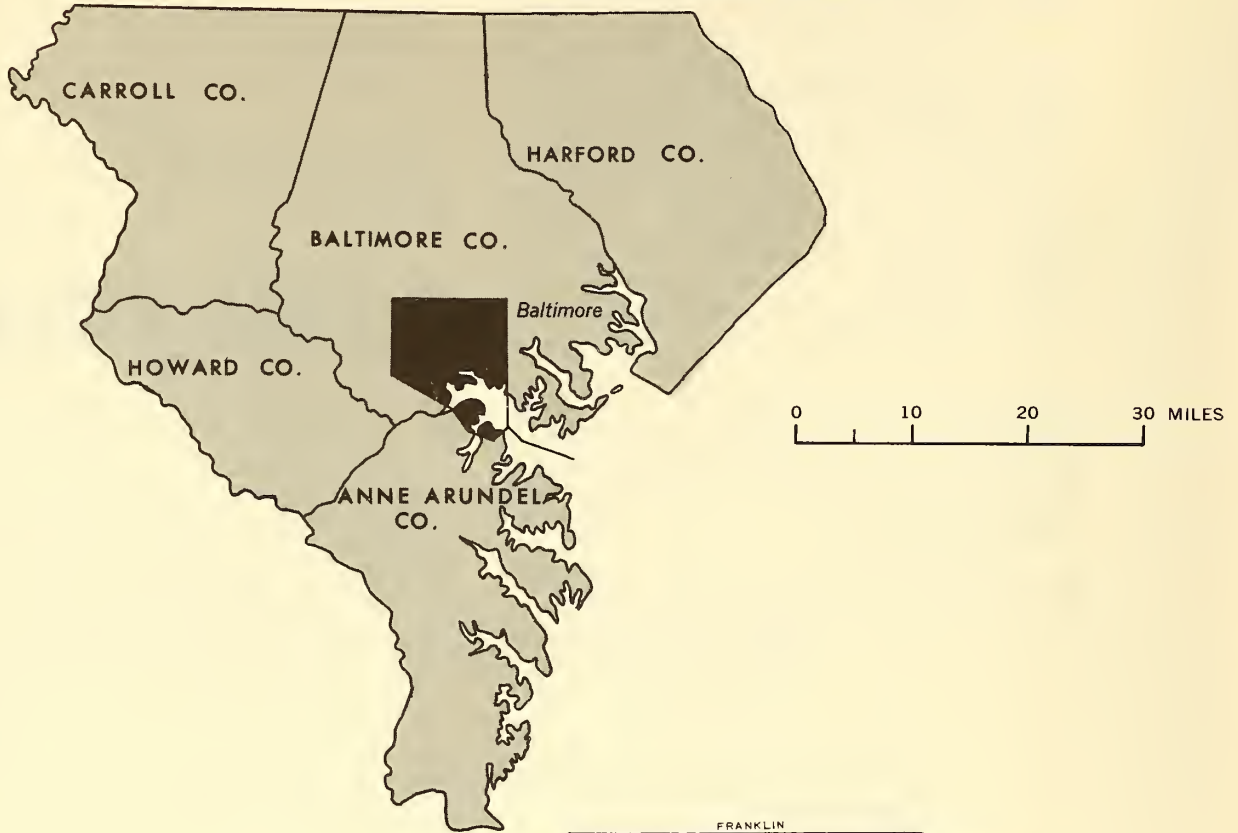 CARROLL CO.
HARFORD CO.
BALTIMORE CO.
Baltimore
HOWARD CO.
0 10 20 30 MILES
ANNE ARUNDEL
CO.
FRANKLIN